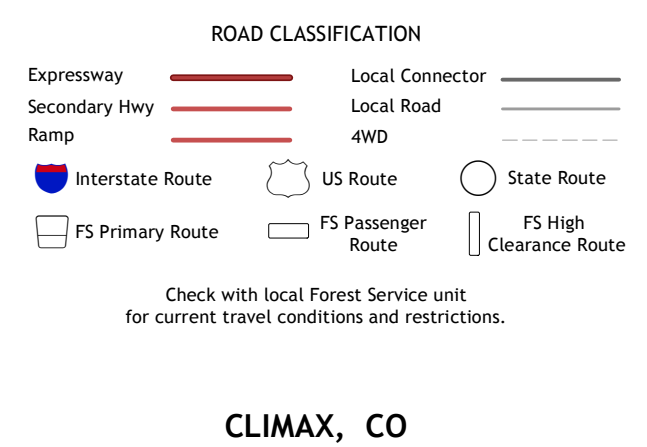 ROAD CLASSIFICATION
Expressway
Local Connector
Secondary Hwy
Local Road
Ramp
4WD
Interstate Route
US Route
State Route
FS Primary Route
FS Passenger
Route
FS High
Clearance Route
Check with local Forest Service unit
for current travel conditions and restrictions.
CLIMAX, CO